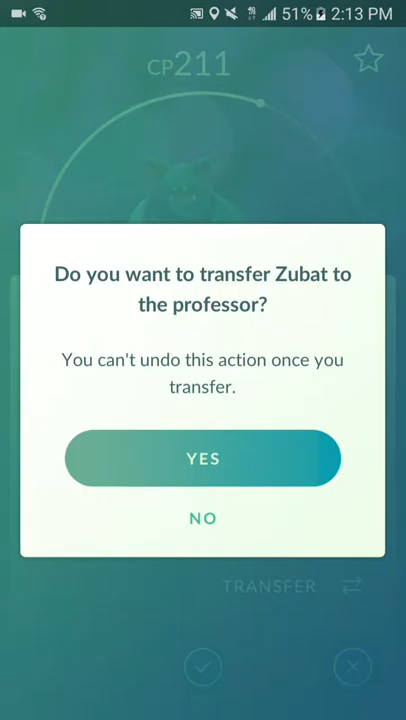 51% 2:13 PM
CP211
Do you want to transfer Zubat to
the professor?
You can't undo this action once you
transfer.
YES
NO
TRANSFER